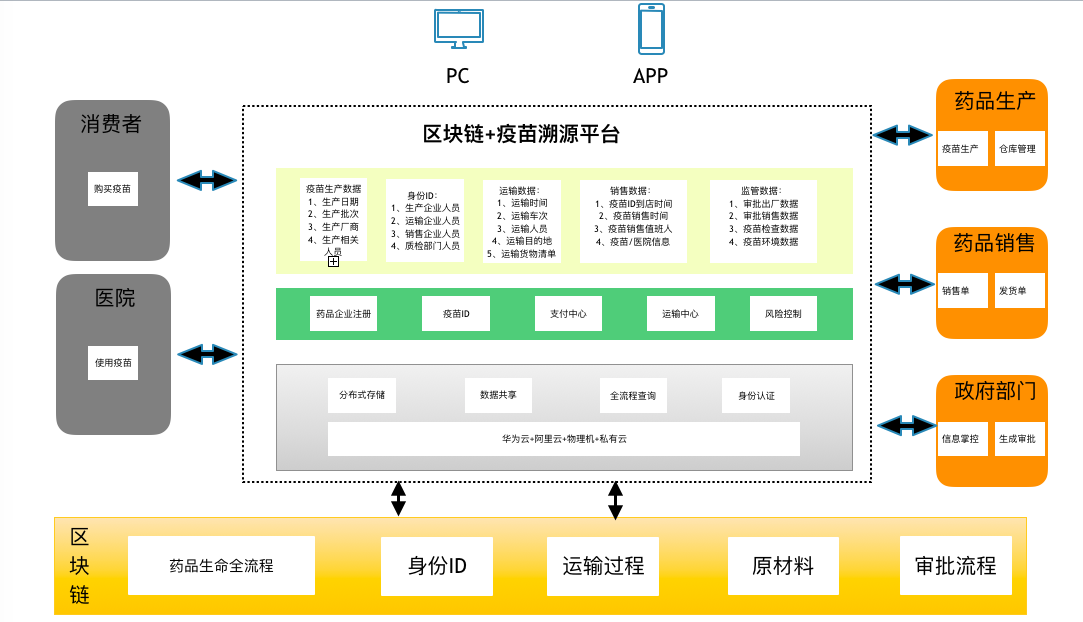 PC
APP
消费者
购买疫苗
医院
使用疫苗
区块链+疫苗溯源平台
疫苗生产数据
1、生产日期
2、生产批次
3、生产厂商
4、生产相关
人员
身份ID:
1、生产企业人员
2、运输企业人员
3、销售企业人员
4、质检部门人员
运输数据:
1、运输时间
2、运输车次
3、运输人员
4、运输目的地
5、运输货物清单
销售数据:
1、疫苗ID到店时间
2、疫苗销售时间
3、疫苗销售值班人
4、疫苗/医院信息
监管数据:
1、审批出厂数据
2、审批销售数据
3、疫苗检查数据
4、疫苗环境数据
药品企业注册
疫苗ID
支付中心
运输中心
风险控制
分布式存储
数据共享
全流程查询
身份认证
华为云+阿里云+物理机+私有云
药品生产
疫苗生产
仓库管理
药品销售
销售单
发货单
政府部门
信息掌控
生成审批
区
块
链
药品生命全流程
身份ID
运输过程
原材料
审批流程